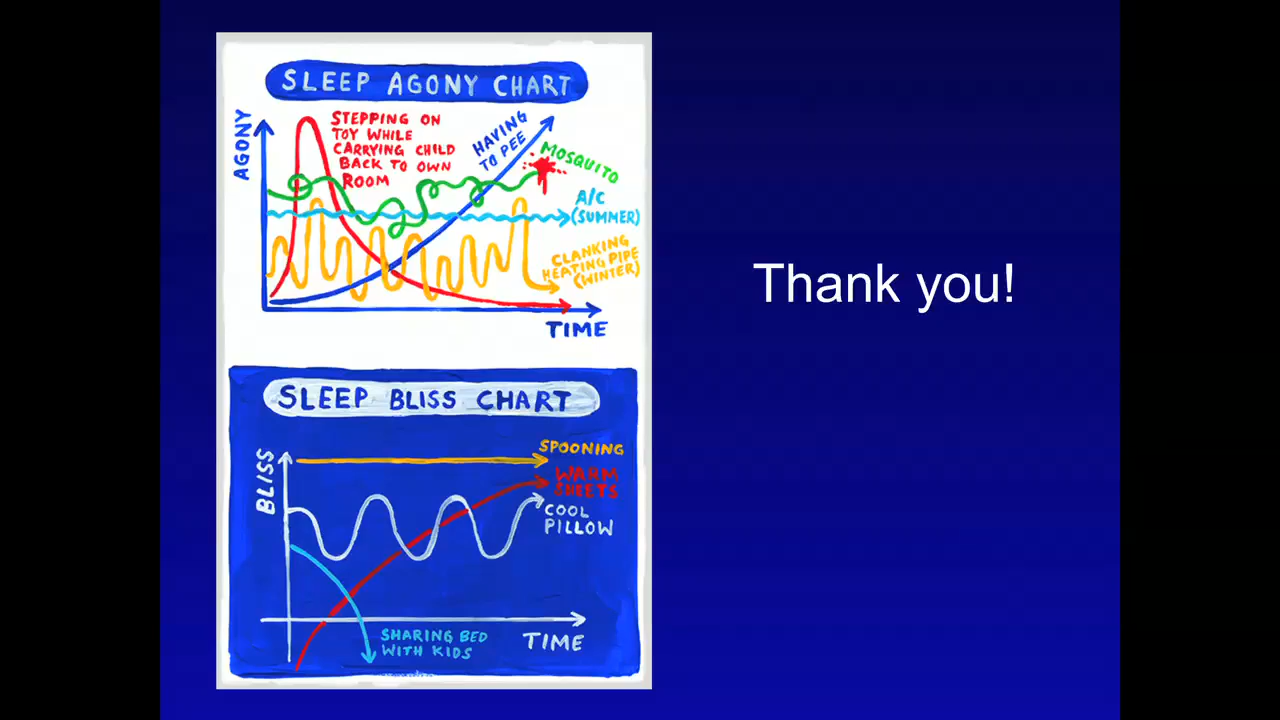 SLEEP AGONY CHART
AGONY
STEPPING ON
TOY WHILE
CARRYING CHILD
BACK TO OWN
ROOM
HAVING
TO PEE
MOSQUITO
A/C
(SUMMER)
CLANKING
HEATING PIPE
(WINTER)
TIME
Thank you!
SLEEP BLISS CHART
BLISS
SPOONING
WARM
SHEETS
COOL
PILLOW
SHARING BED
WITH KIDS
TIME